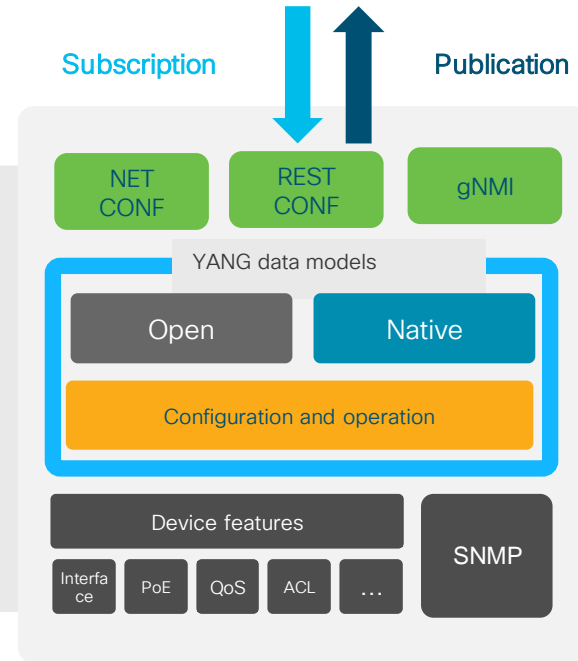 Subscription
Publication
NET
CONF
REST
CONF
gNMI
YANG data models
Open
Native
Configuration and operation
Device features
SNMP
Interfa
ce
PoE
QoS
ACL
...